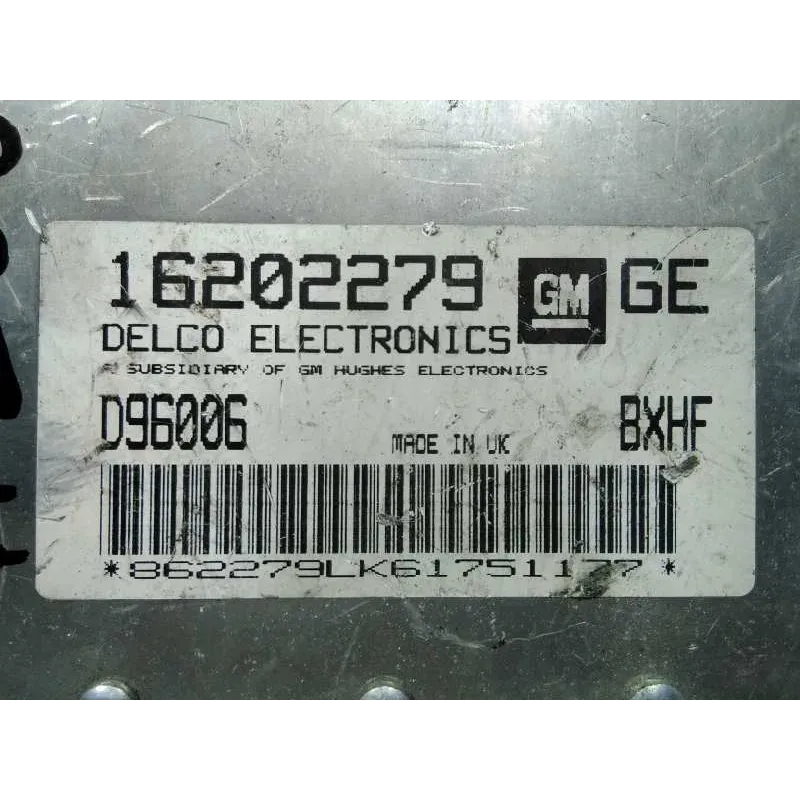 16202279 GM GE
DELCO ELECTRONICS
SUBSIDIARY OF GM HUGHES ELECTRONICS
D96006 MADE IN UK BXHF
*862279LK61751177*